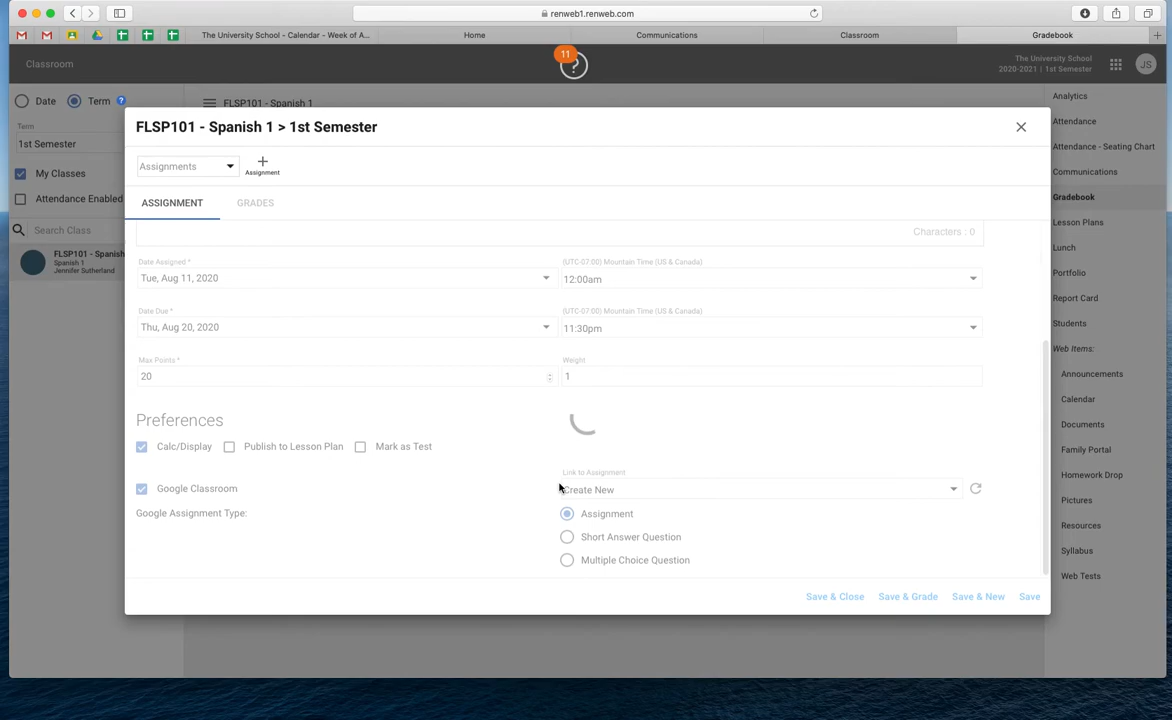 renweb1.renweb.com
The University School - Calendar - Week of A...
Home
Communications
Classroom
Gradebook
Classroom
11
?
The University School
2020-2021 | 1st Semester
JS
Date
Term
?
FLSP101 - Spanish 1
Term
1st Semester
My Classes
Attendance Enabled
Search Class
FLSP101 - Spanish
Spanish 1
Jennifer Sutherland
FLSP101 - Spanish 1 > 1st Semester
Assignments
Assignment
ASSIGNMENT
GRADES
Characters : 0
Date Assigned *
(UTC-07:00) Mountain Time (US & Canada)
Tue, Aug 11, 2020
12:00am
Date Due *
(UTC-07:00) Mountain Time (US & Canada)
Thu, Aug 20, 2020
11:30pm
Max Points *
Weight
20
1
Preferences
Calc/Display
Publish to Lesson Plan
Mark as Test
Google Classroom
Link to Assignment
Create New
Google Assignment Type:
Assignment
Short Answer Question
Multiple Choice Question
Save & Close
Save & Grade
Save & New
Save
Analytics
Attendance
Attendance - Seating Chart
Communications
Gradebook
Lesson Plans
Lunch
Portfolio
Report Card
Students
Web Items:
Announcements
Calendar
Documents
Family Portal
Homework Drop
Pictures
Resources
Syllabus
Web Tests